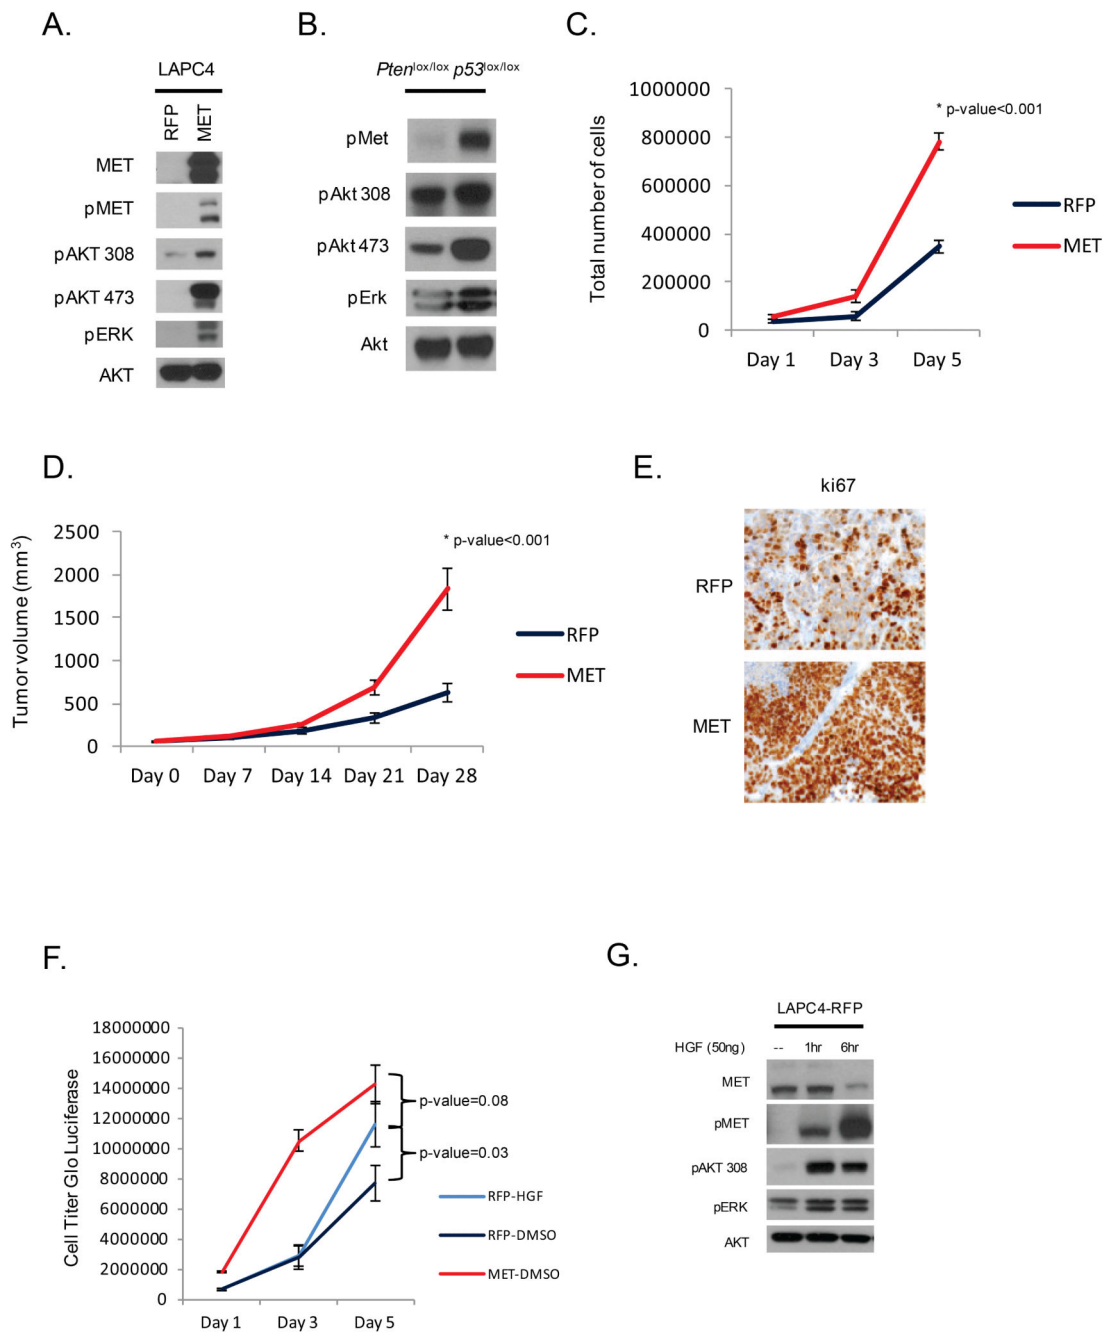 A.
LAPC4
RFP
MET
MET
pMET
pAKT 308
pAKT 473
pERK
AKT
B.
Pten lox/lox p53 lox/lox
pMet
pAkt 308
pAkt 473
pErk
Akt
C.
Total number of cells
1000000
800000
600000
400000
200000
0
Day 1 Day 3 Day 5
* p-value<0.001
RFP
MET
D.
Tumor volume (mm³)
2500
2000
1500
1000
500
0
Day 0 Day 7 Day 14 Day 21 Day 28
* p-value<0.001
RFP
MET
E.
ki67
RFP
MET
F.
Cell Titer Glo Luciferase
18000000
16000000
14000000
12000000
10000000
8000000
6000000
4000000
2000000
0
Day 1 Day 3 Day 5
p-value=0.08
p-value=0.03
RFP-HGF
RFP-DMSO
MET-DMSO
G.
LAPC4-RFP
HGF (50ng) -- 1hr 6hr
MET
pMET
pAKT 308
pERK
AKT